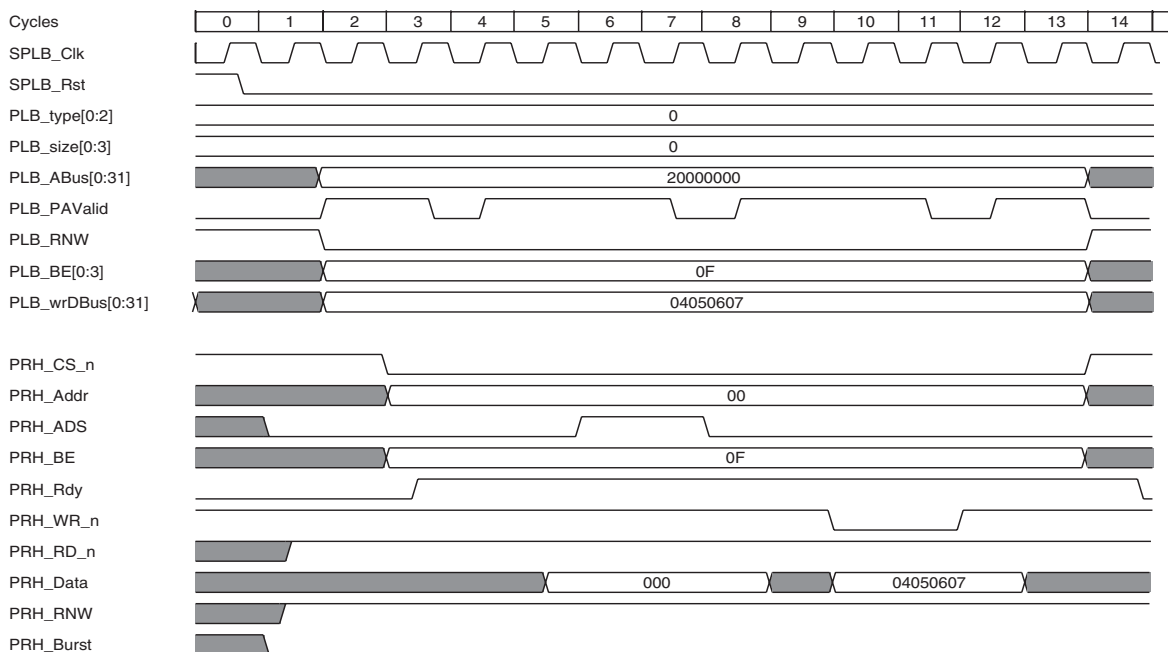 Cycles 0 1 2 3 4 5 6 7 8 9 10 11 12 13 14
SPLB_Clk
SPLB_Rst
PLB_type[0:2] 0
PLB_size[0:3] 0
PLB_ABus[0:31] 20000000
PLB_PAValid
PLB_RNW
PLB_BE[0:3] 0F
PLB_wrDBus[0:31] 04050607
PRH_CS_n
PRH_Addr 00
PRH_ADS
PRH_BE 0F
PRH_Rdy
PRH_WR_n
PRH_RD_n
PRH_Data 000 04050607
PRH_RNW
PRH_Burst